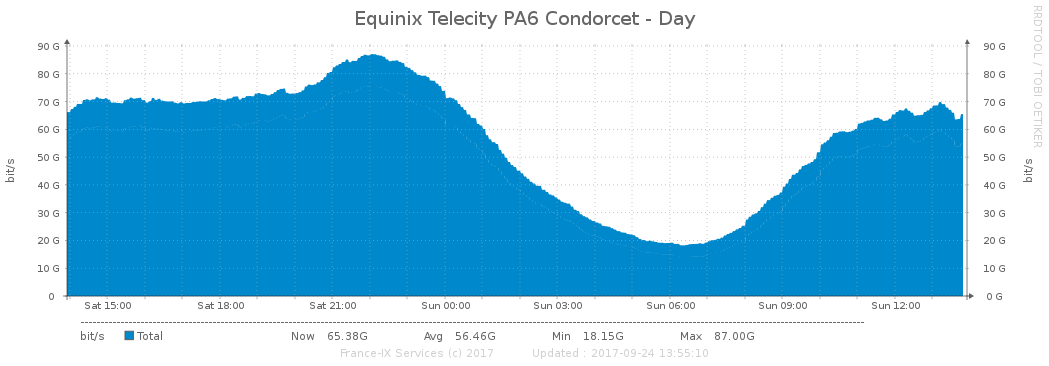 Equinix Telecity PA6 Condorcet - Day
RRDTOOL / TOBI OETIKER
90 G 90 G
80 G 80 G
70 G 70 G
60 G 60 G
50 G 50 G
40 G 40 G
30 G 30 G
20 G 20 G
10 G 10 G
0 0 G
bit/s
bit/s
Sat 15:00 Sat 18:00 Sat 21:00 Sun 00:00 Sun 03:00 Sun 06:00 Sun 09:00 Sun 12:00
bit/s Total Now 65.38G Avg 56.46G Min 18.15G Max 87.00G
France-IX Services (c) 2017 Updated : 2017-09-24 13:55:10